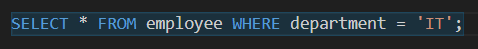 SELECT * FROM employee WHERE department = 'IT';